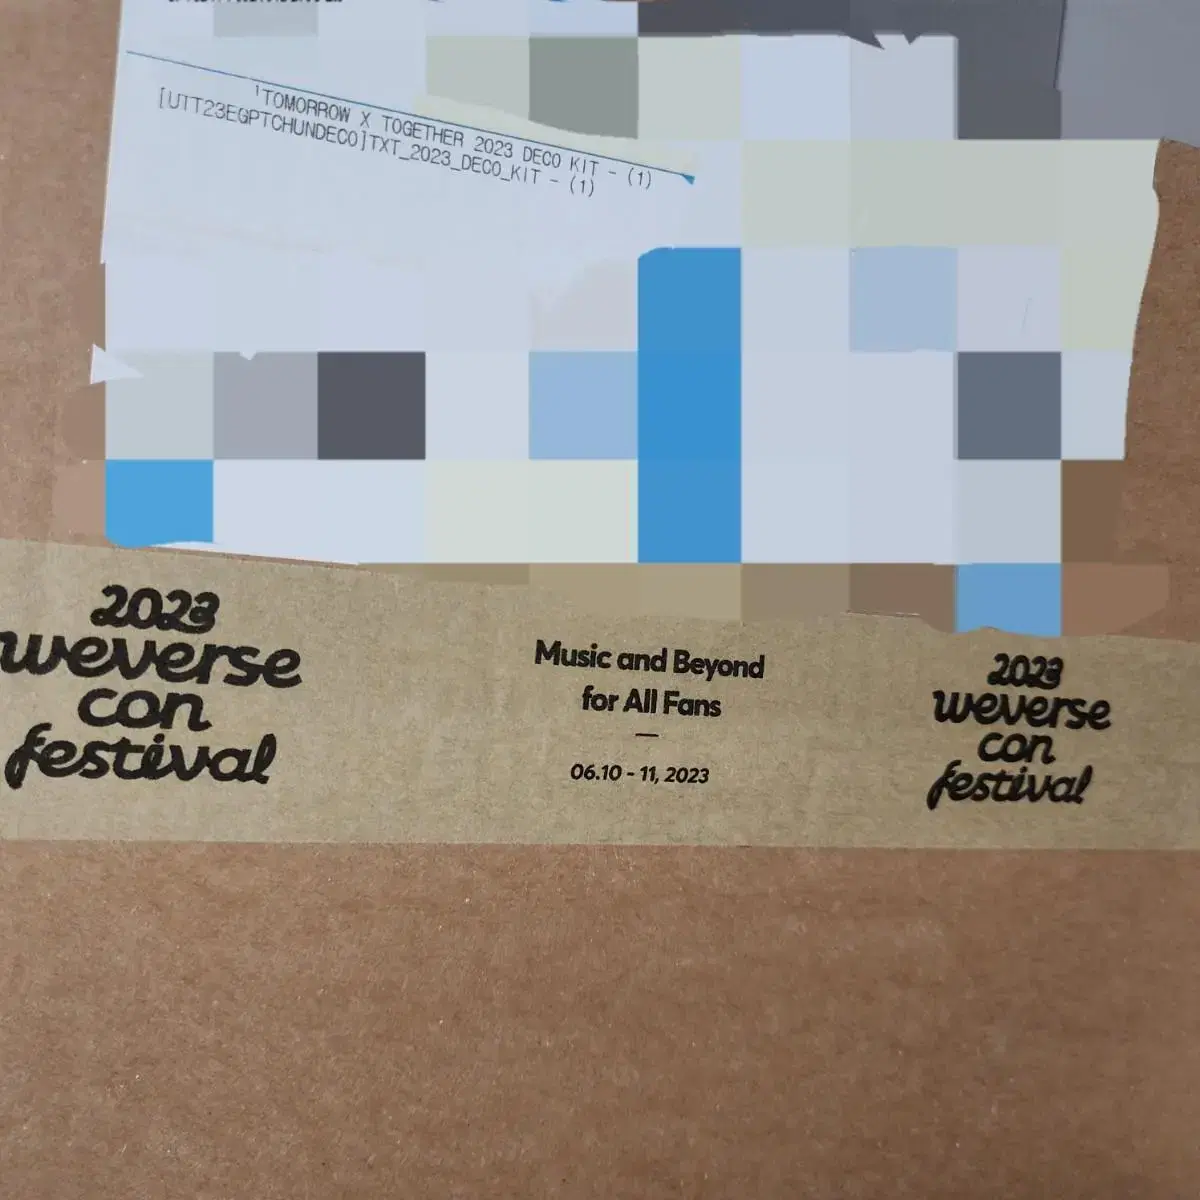 1TOMORROW X TOGETHER 2023 DECO KIT - (1)
[UTT23EGPTCHUNDECO]TXT_2023_DECO_KIT - (1)
2023
weverse
con
festival
Music and Beyond
for All Fans
—
06.10 - 11, 2023
2023
weverse
con
festival